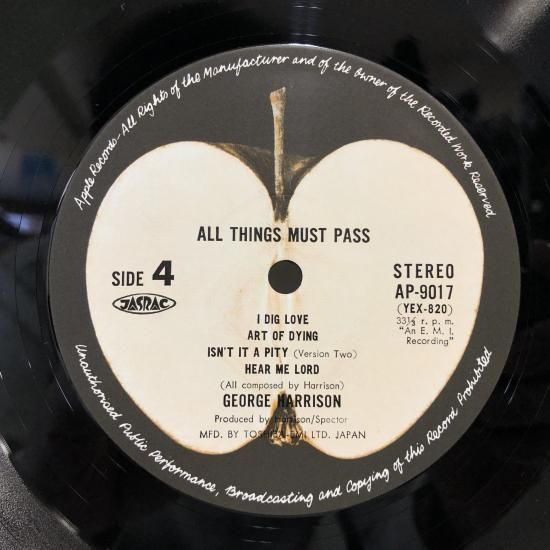 Apple Records-All Rights of the Manufacturer and of the Owner of the Recorded Work Reserved
ALL THINGS MUST PASS
SIDE 4
JASRAC
STEREO
AP-9017
(YEX-820)
33⅓ r. p. m.
"An E. M. I.
Recording"
I DIG LOVE
ART OF DYING
ISN'T IT A PITY (Version Two)
HEAR ME LORD
(All composed by Harrison)
GEORGE HARRISON
Produced by Harrison/Spector
MFD. BY TOSHIBA-EMI LTD. JAPAN
Unauthorised Public Performance, Broadcasting and Copying of this Record Prohibited